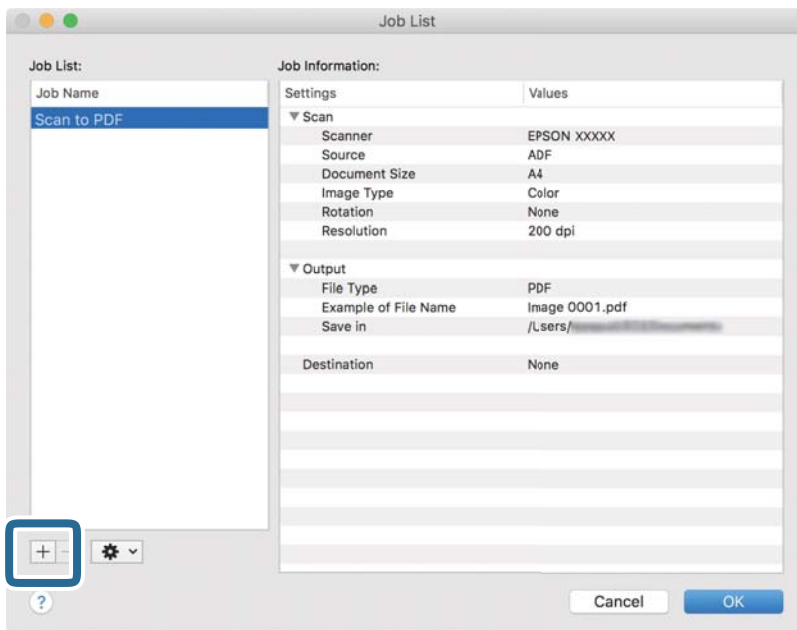 Job List
Job List:
Job Information:
Job Name
Scan to PDF
Settings Values
Scan
Scanner EPSON XXXXX
Source ADF
Document Size A4
Image Type Color
Rotation None
Resolution 200 dpi
Output
File Type PDF
Example of File Name Image 0001.pdf
Save in /Users/
Destination None
+ -
?
Cancel OK